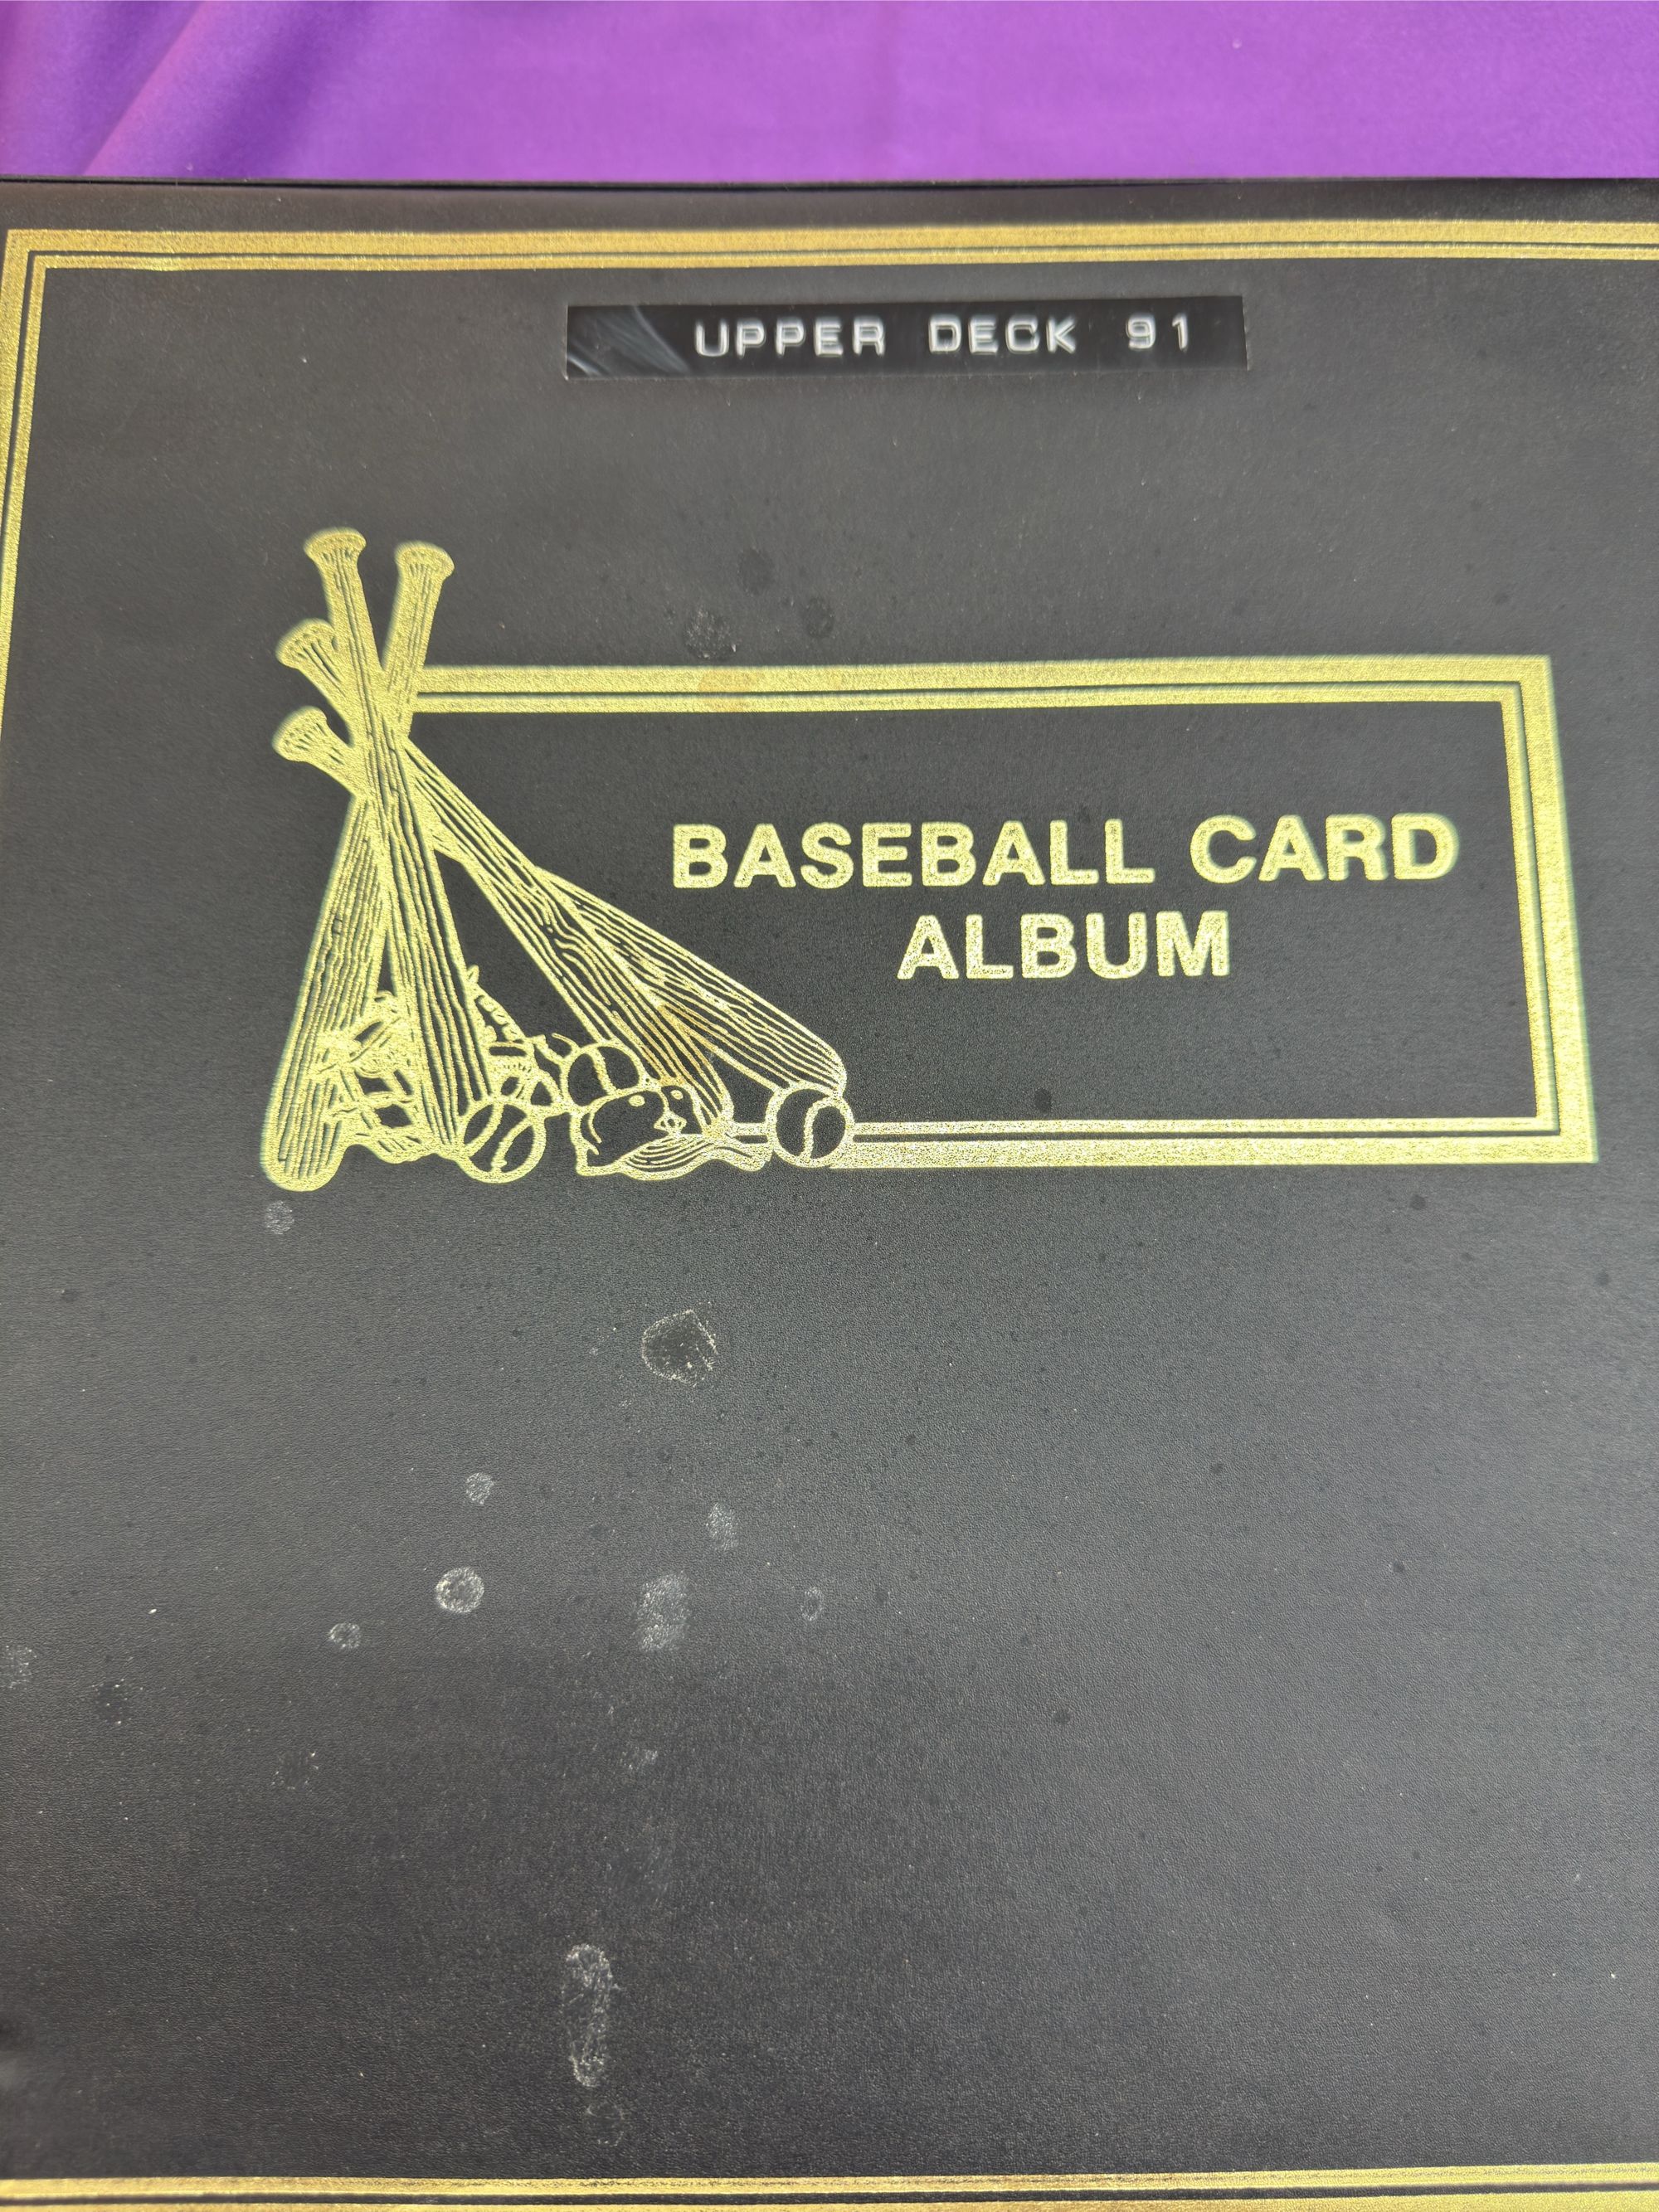 UPPER DECK 91
BASEBALL CARD
ALBUM